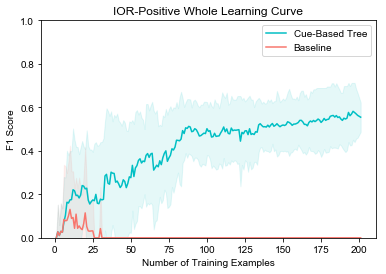 IOR-Positive Whole Learning Curve
Cue-Based Tree
Baseline
F1 Score
1.0
0.8
0.6
0.4
0.2
0.0
0 25 50 75 100 125 150 175 200
Number of Training Examples